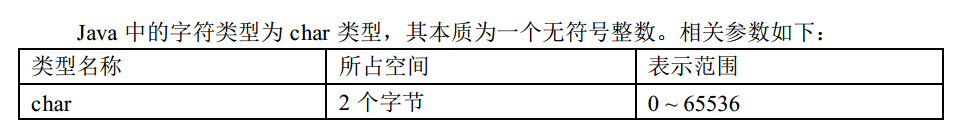 Java 中的字符类型为 char 类型，其本质为一个无符号整数。相关参数如下：
类型名称 所占空间 表示范围
char 2 个字节 0 ~ 65536